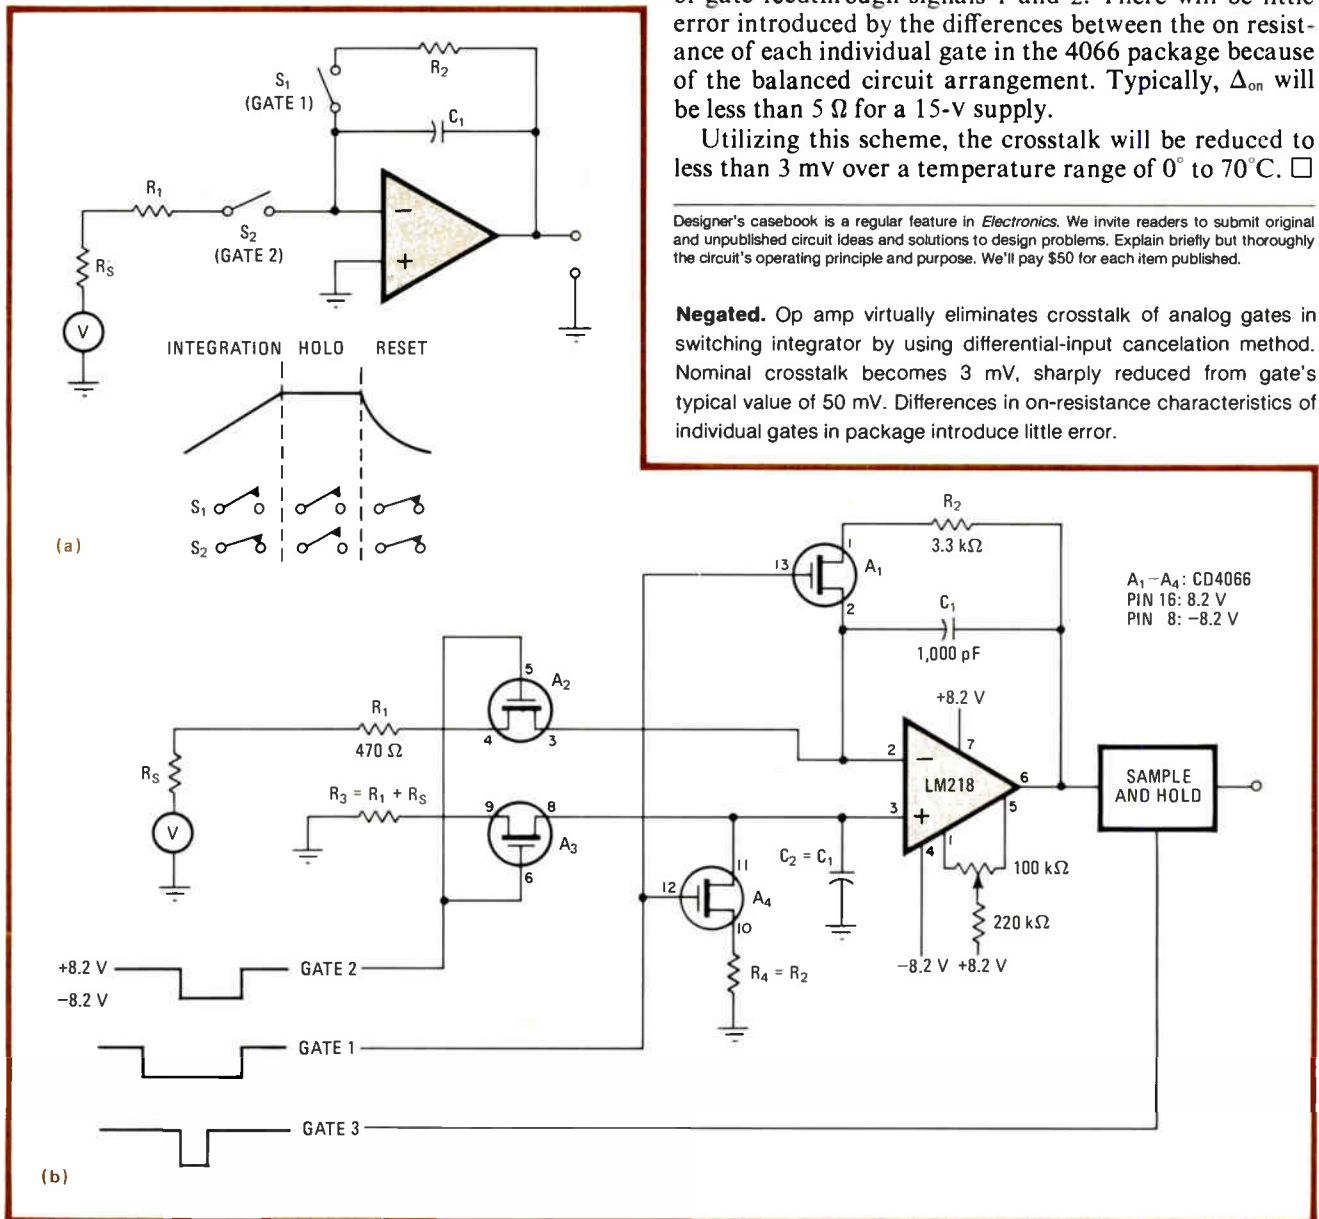 of gate feedthrough signals 1 and 2. There will be little
error introduced by the differences between the on resist-
ance of each individual gate in the 4066 package because
of the balanced circuit arrangement. Typically, Δon will
be less than 5 Ω for a 15-V supply.
Utilizing this scheme, the crosstalk will be reduced to
less than 3 mV over a temperature range of 0° to 70°C. □
Designer's casebook is a regular feature in Electronics. We invite readers to submit original
and unpublished circuit ideas and solutions to design problems. Explain briefly but thoroughly
the circuit's operating principle and purpose. We'll pay $50 for each item published.
Negated. Op amp virtually eliminates crosstalk of analog gates in
switching integrator by using differential-input cancelation method.
Nominal crosstalk becomes 3 mV, sharply reduced from gate's
typical value of 50 mV. Differences in on-resistance characteristics of
individual gates in package introduce little error.
R2
S1
(GATE 1)
C1
R1
S2
(GATE 2)
−
+
RS
V
INTEGRATION HOLO RESET
S1
S2
(a)
R2
3.3 kΩ
1
13
A1
2
A1–A4: CD4066
PIN 16: 8.2 V
PIN 8: −8.2 V
C1
1,000 pF
+8.2 V
5
A2
R1
470 Ω
4
3
2
−
7
LM218
6
SAMPLE
AND HOLD
RS
V
R3 = R1 + RS
9
8
A3
6
3
+
5
1
4
100 kΩ
C2 = C1
11
12
A4
10
220 kΩ
R4 = R2
−8.2 V +8.2 V
+8.2 V
−8.2 V
GATE 2
GATE 1
GATE 3
(b)